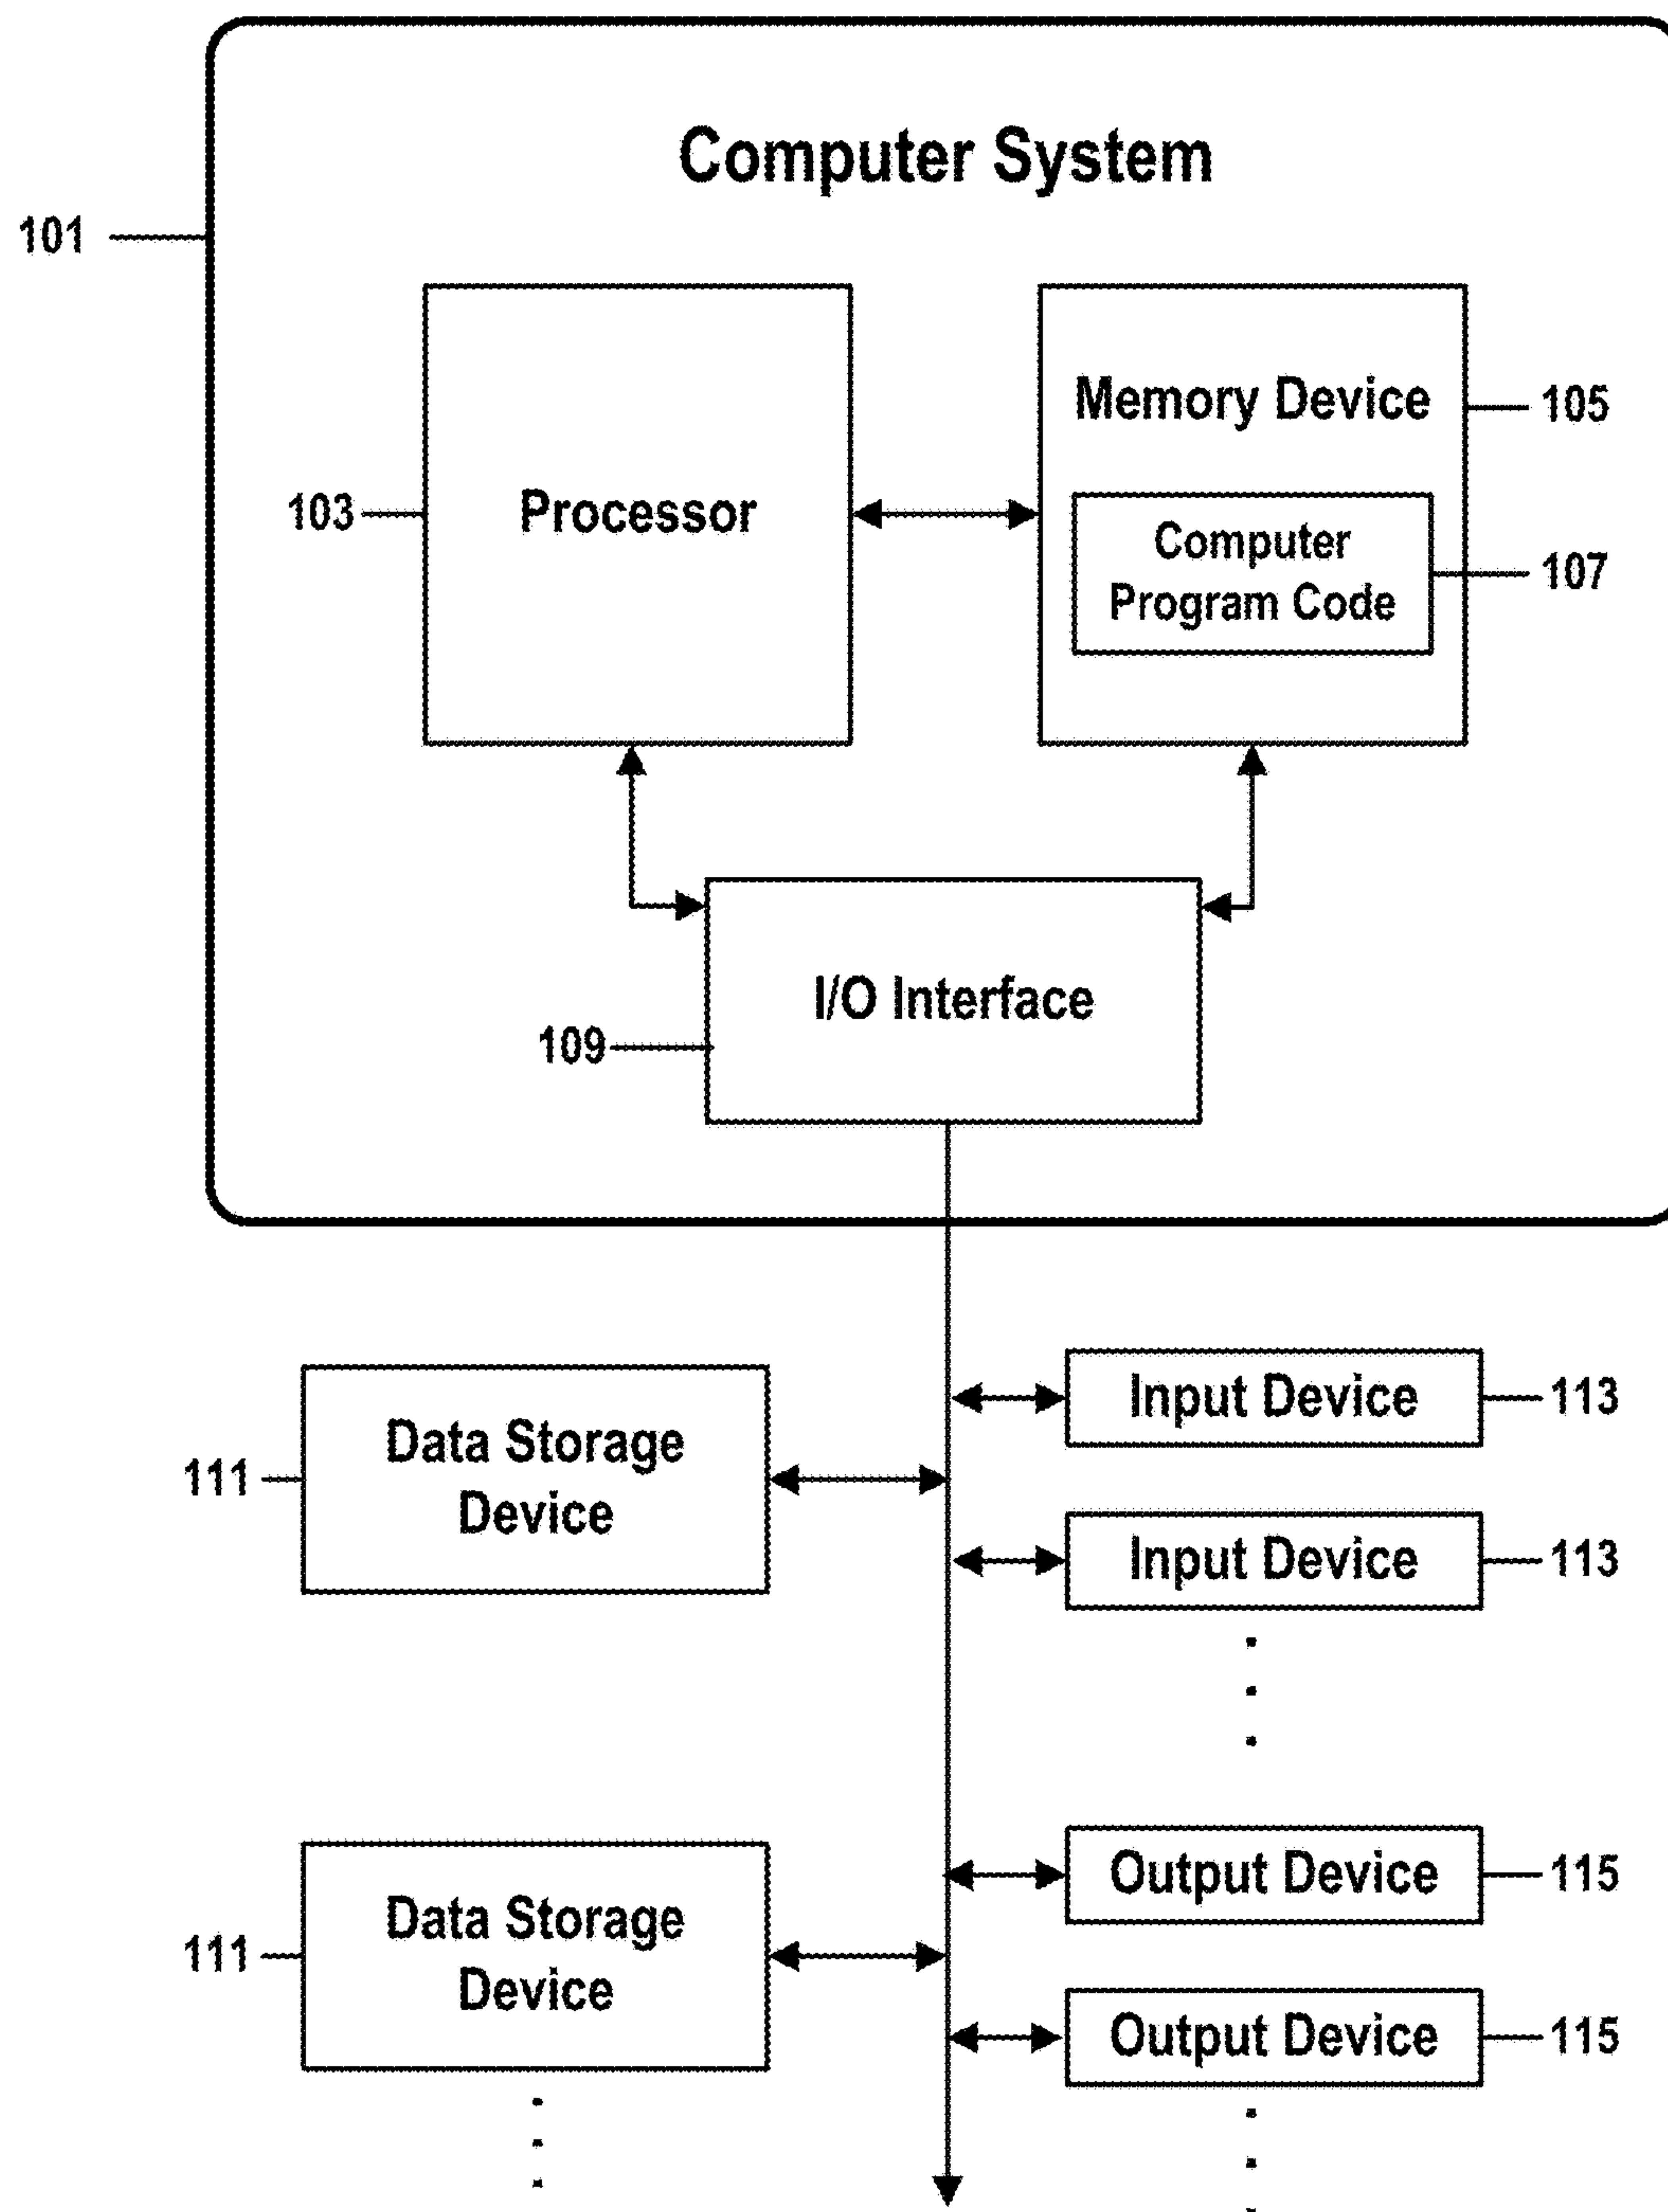 Computer System
101
Processor
103
Memory Device
105
Computer
Program Code
107
I/O Interface
109
Data Storage
Device
111
Input Device
113
Input Device
113
Data Storage
Device
111
Output Device
115
Output Device
115